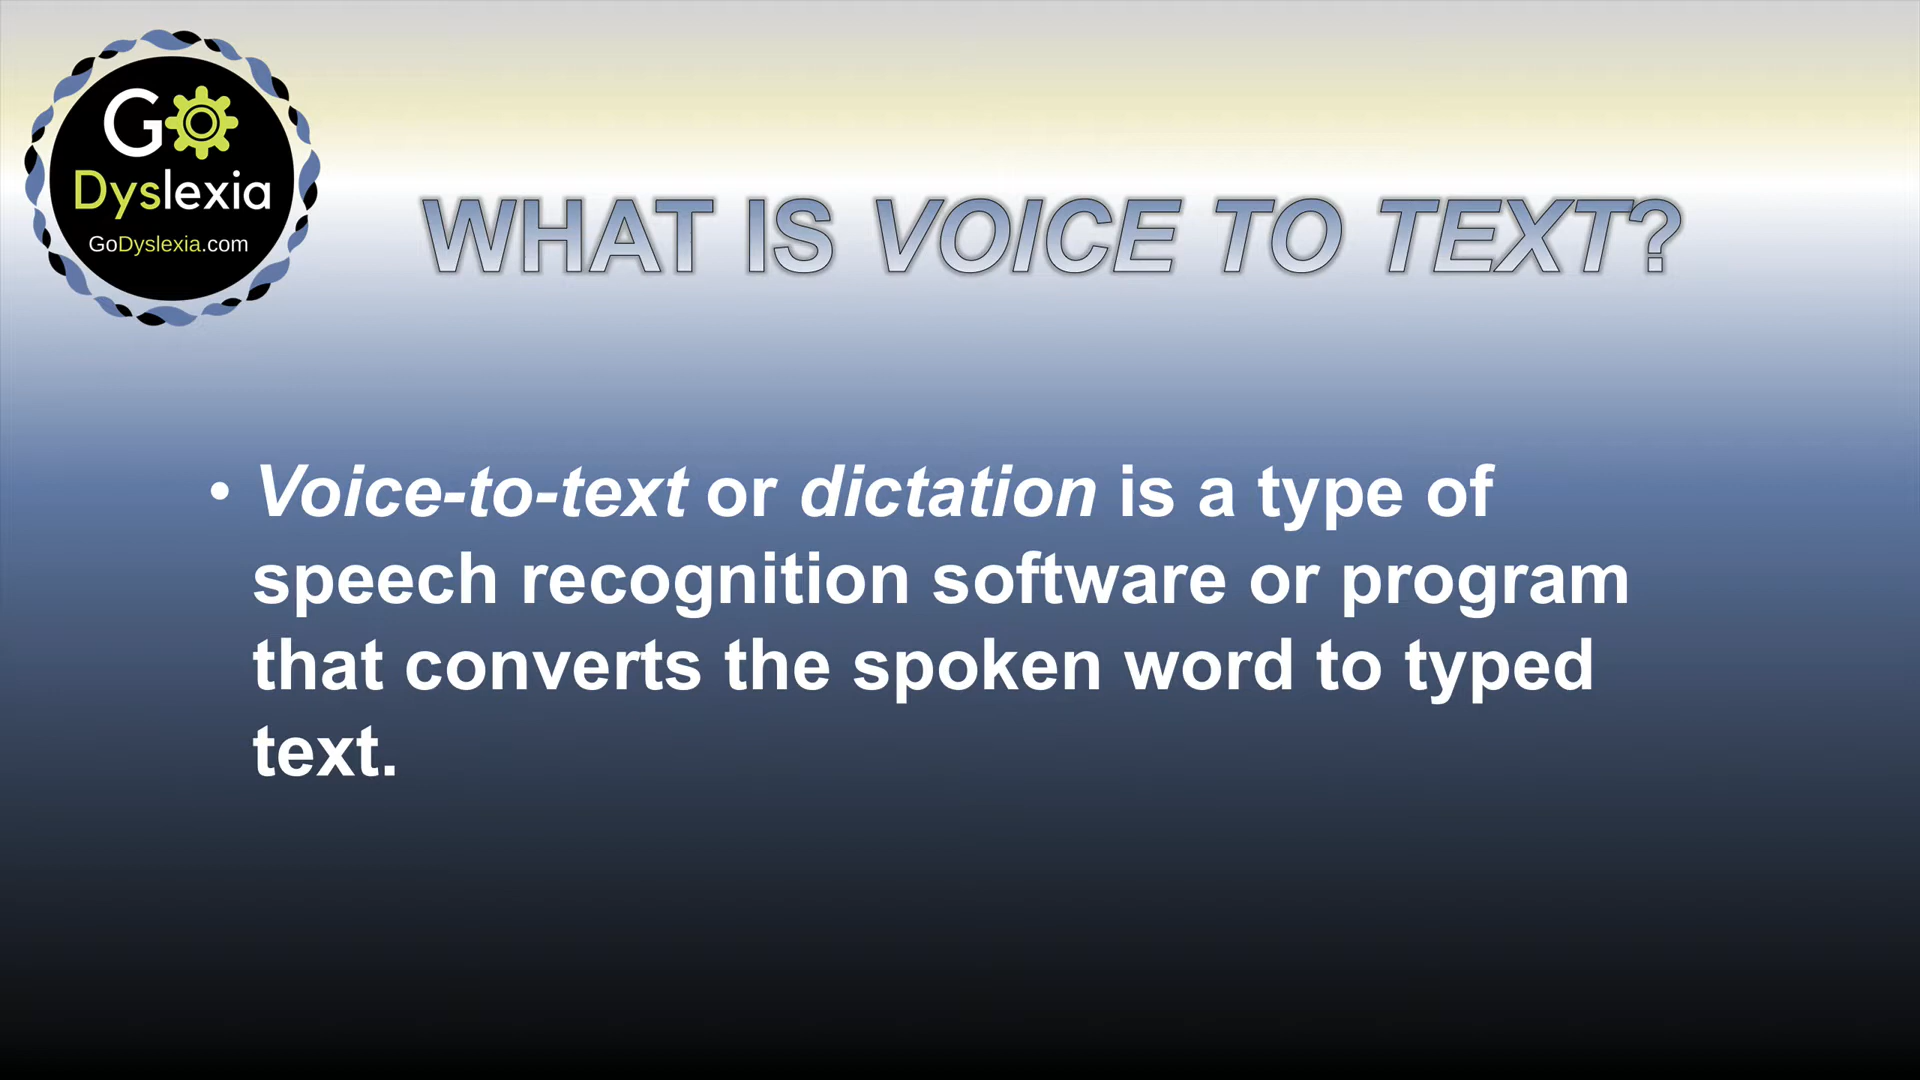 GO
Dyslexia
GoDyslexia.com
WHAT IS VOICE TO TEXT?
• Voice-to-text or dictation is a type of
speech recognition software or program
that converts the spoken word to typed
text.